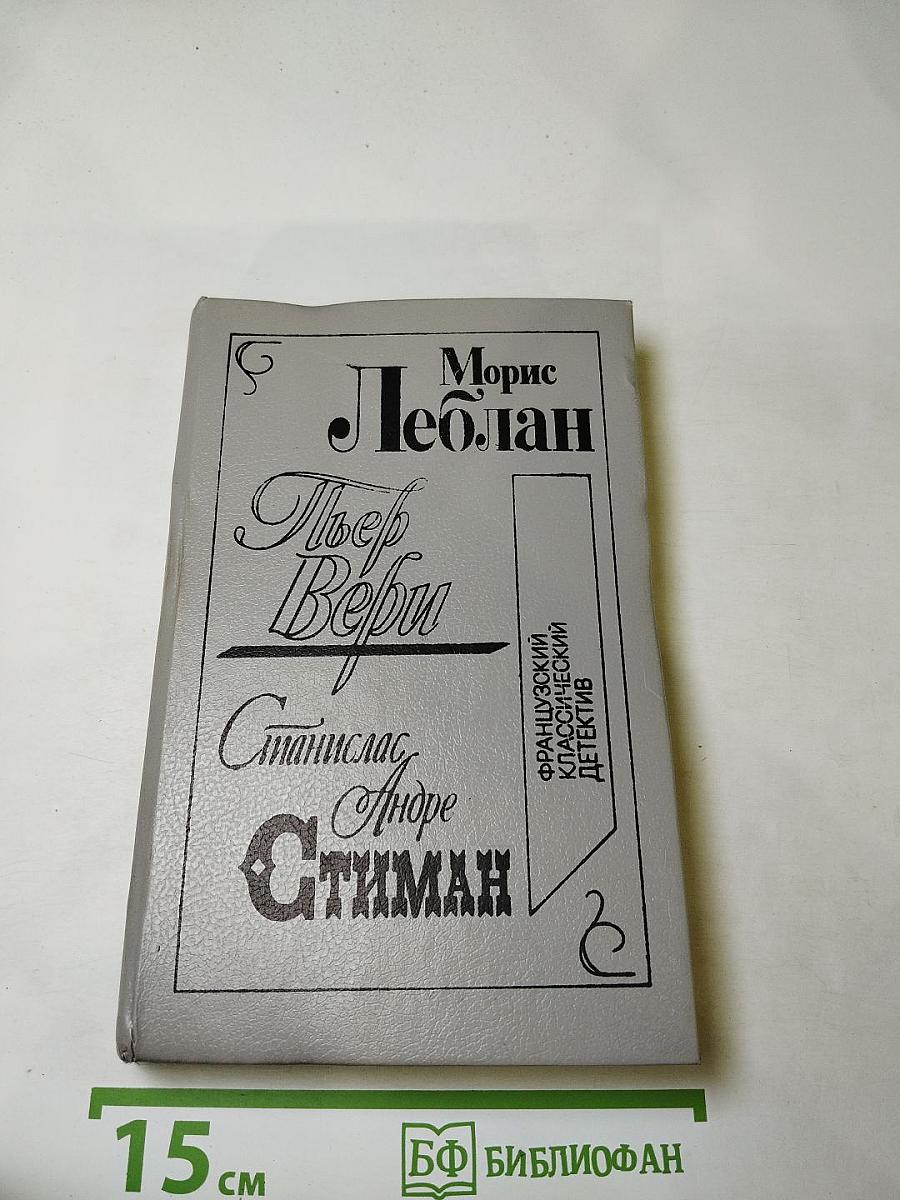 Морис
Леблан
Пьер
Вери
Станислас
Андре
Стиман
ФРАНЦУЗСКИЙ
КЛАССИЧЕСКИЙ
ДЕТЕКТИВ
15 см
БФ БИБЛИОФАН